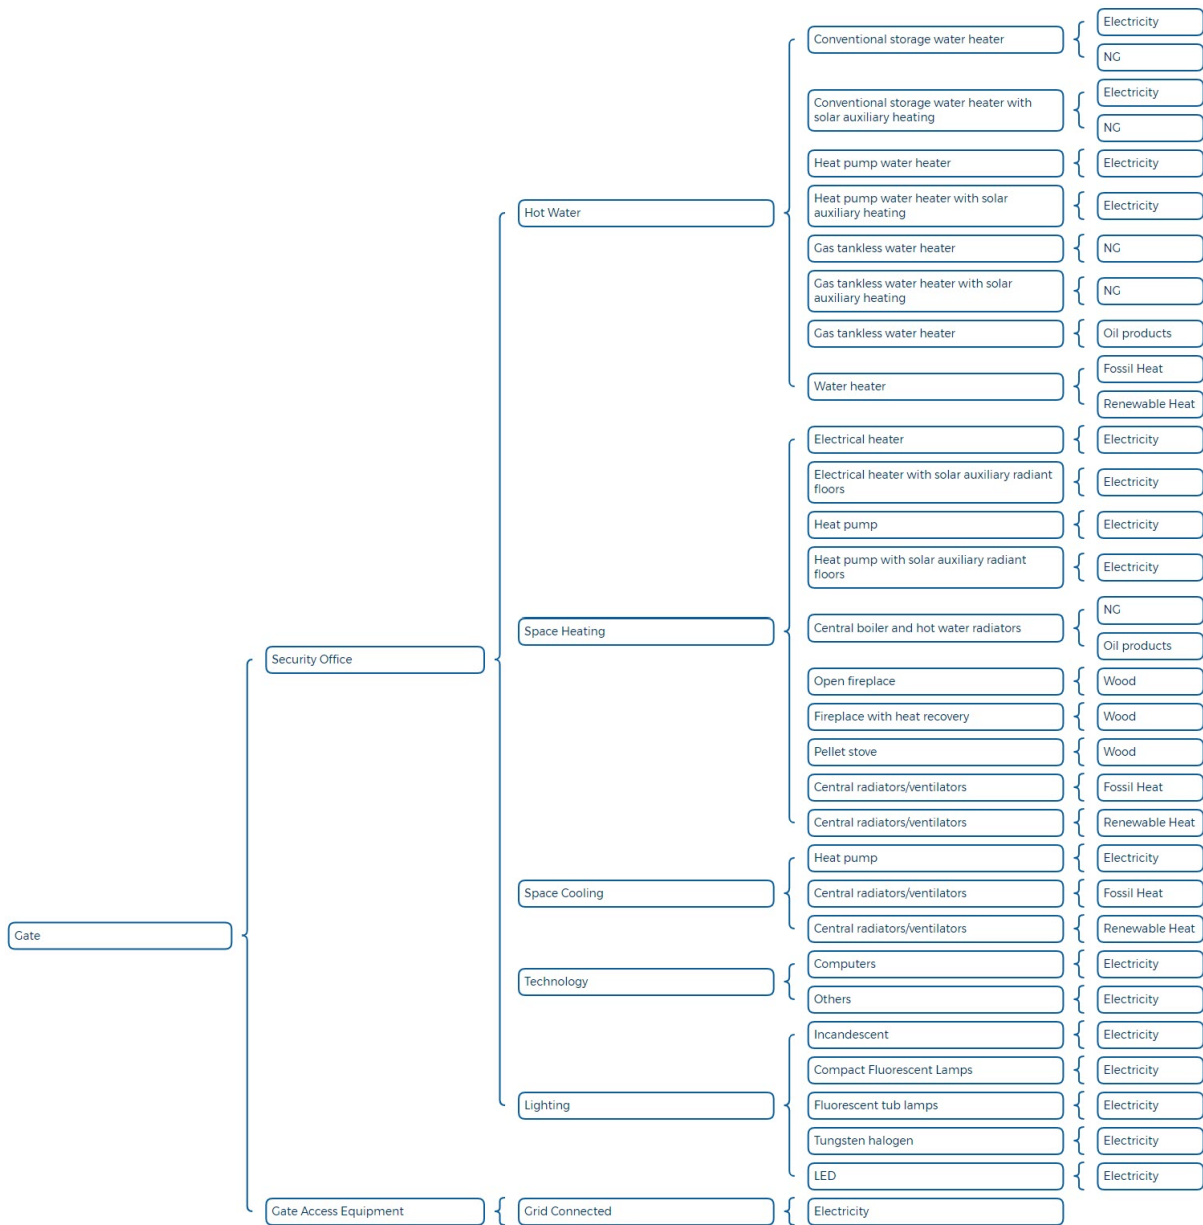 Gate
Security Office
Hot Water
Conventional storage water heater
Electricity
NG
Conventional storage water heater with
solar auxiliary heating
Electricity
NG
Heat pump water heater
Electricity
Heat pump water heater with solar
auxiliary heating
Electricity
Gas tankless water heater
NG
Gas tankless water heater with solar
auxiliary heating
NG
Gas tankless water heater
Oil products
Water heater
Fossil Heat
Renewable Heat
Space Heating
Electrical heater
Electricity
Electrical heater with solar auxiliary radiant
floors
Electricity
Heat pump
Electricity
Heat pump with solar auxiliary radiant
floors
Electricity
Central boiler and hot water radiators
NG
Oil products
Open fireplace
Wood
Fireplace with heat recovery
Wood
Pellet stove
Wood
Central radiators/ventilators
Fossil Heat
Central radiators/ventilators
Renewable Heat
Space Cooling
Heat pump
Electricity
Central radiators/ventilators
Fossil Heat
Central radiators/ventilators
Renewable Heat
Technology
Computers
Electricity
Others
Electricity
Lighting
Incandescent
Electricity
Compact Fluorescent Lamps
Electricity
Fluorescent tub lamps
Electricity
Tungsten halogen
Electricity
LED
Electricity
Gate Access Equipment
Grid Connected
Electricity